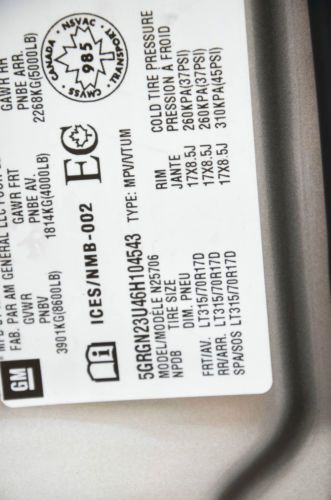 GM
FAB. PAR AM GENERAL LLC POUR
GVWR GAWR FRT GAWR RR
PNBV PNBE AV. PNBE ARR.
3901KG(8600LB) 1814KG(4000LB) 2268KG(5000LB)
ICES/NMB-002 EC CANADA NSVAC TRANSPORT CMVSS 985
5GRGN23U46H104543 TYPE: MPV/VTUM
MODEL/MODÈLE N25706
NPDB TIRE SIZE RIM COLD TIRE PRESSURE
DIM. PNEU JANTE PRESSION À FROID
FRT/AV. LT315/70R17D 17X8.5J 260KPA(37PSI)
RR/ARR. LT315/70R17D 17X8.5J 260KPA(37PSI)
SPA/SOS LT315/70R17D 17X8.5J 310KPA(45PSI)